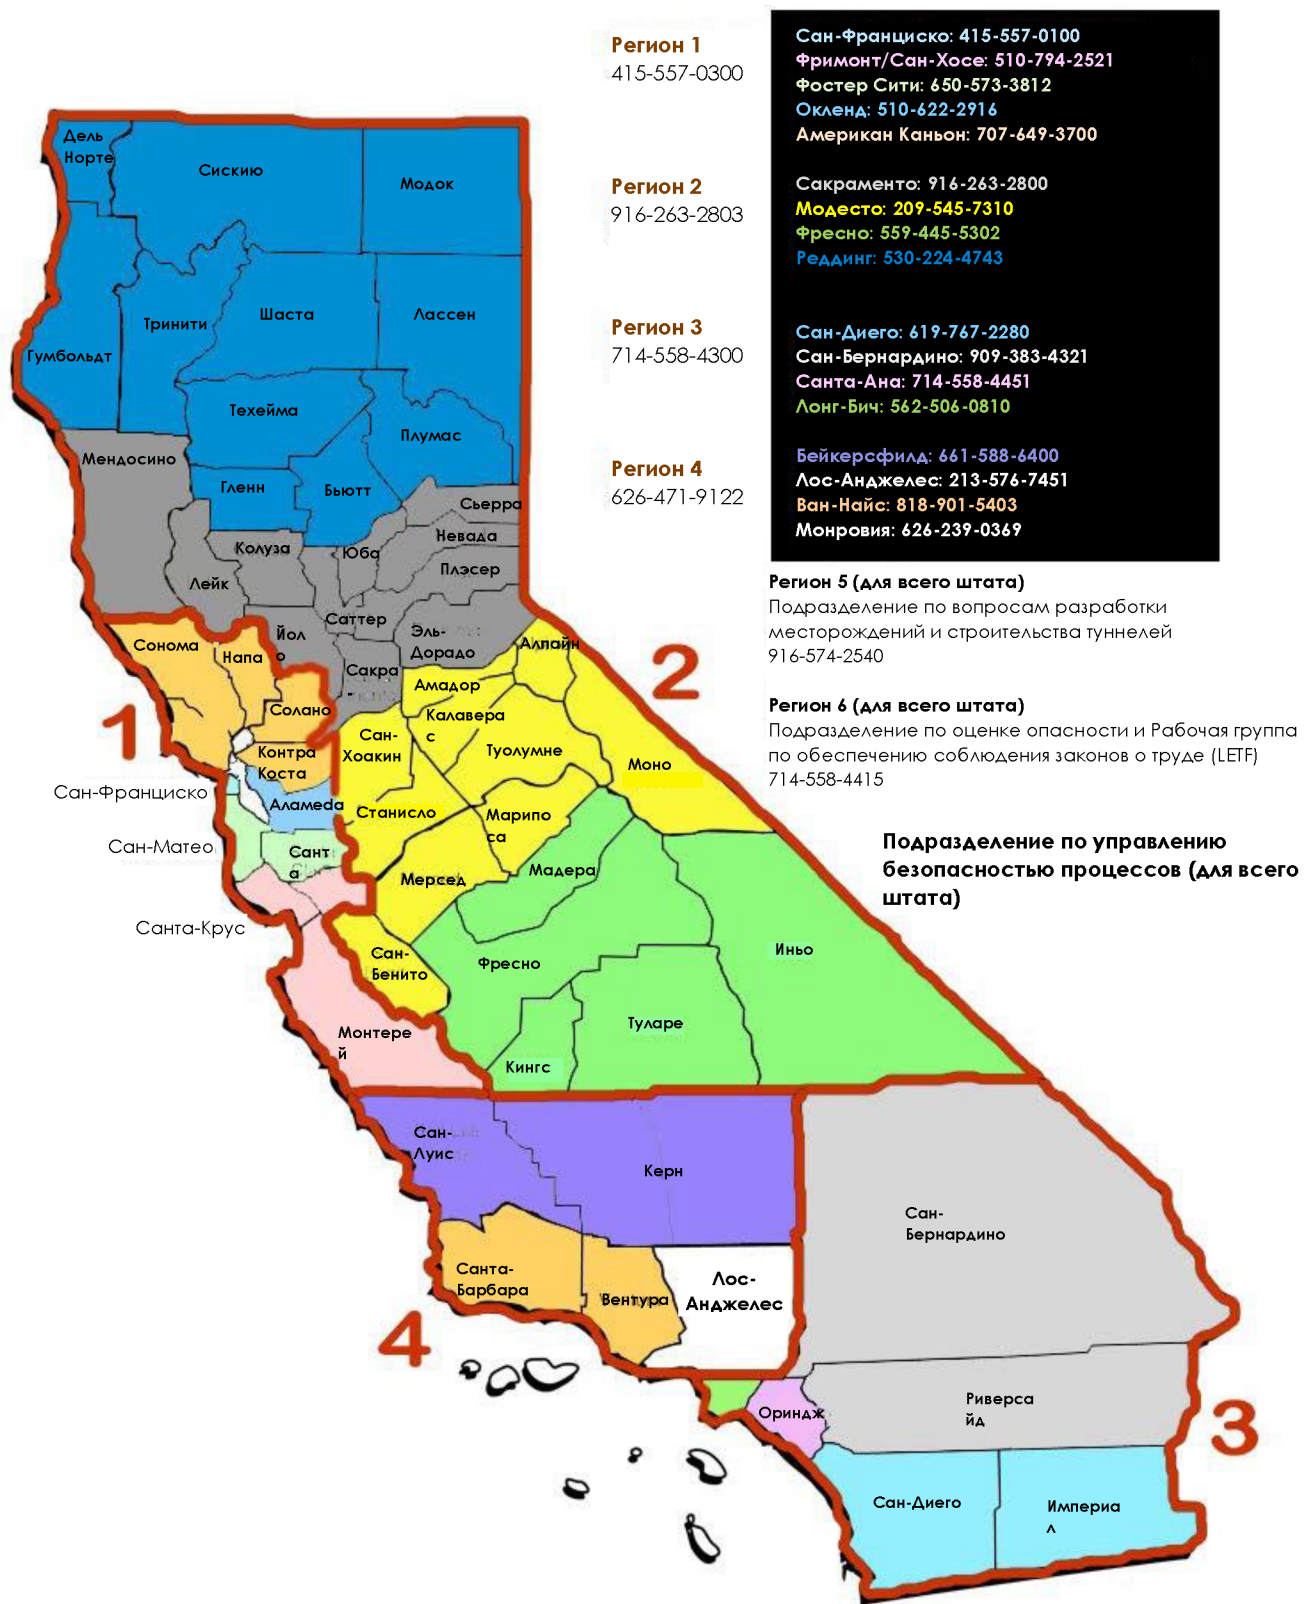 Регион 1
415-557-0300
Сан-Франциско: 415-557-0100
Фримонт/Сан-Хосе: 510-794-2521
Фостер Сити: 650-573-3812
Окленд: 510-622-2916
Американ Каньон: 707-649-3700
Регион 2
916-263-2803
Сакраменто: 916-263-2800
Модесто: 209-545-7310
Фресно: 559-445-5302
Реддинг: 530-224-4743
Регион 3
714-558-4300
Сан-Диего: 619-767-2280
Сан-Бернардино: 909-383-4321
Санта-Ана: 714-558-4451
Лонг-Бич: 562-506-0810
Регион 4
626-471-9122
Бейкерсфилд: 661-588-6400
Лос-Анджелес: 213-576-7451
Ван-Найс: 818-901-5403
Монровия: 626-239-0369
Регион 5 (для всего штата)
Подразделение по вопросам разработки
месторождений и строительства туннелей
916-574-2540
Регион 6 (для всего штата)
Подразделение по оценке опасности и Рабочая группа
по обеспечению соблюдения законов о труде (LETF)
714-558-4415
Подразделение по управлению
безопасностью процессов (для всего
штата)
Дель
Норте
Сискию
Модок
Гумбольдт
Тринити
Шаста
Лассен
Техейма
Плумас
Гленн
Бьютт
Мендосино
Сьерра
Невада
Плэсер
Колуза
Юба
Лейк
Саттер
Йол
о
Эль-
Дорадо
Сакра
Сонома
Напа
Солано
Контра
Коста
Аламеда
Сан-Франциско
Сан-Матео
Сант
а
Санта-Крус
Монтере
й
1
2
Алпайн
Амадор
Калавера
с
Сан-
Хоакин
Туолумне
Моно
Станисло
Марипо
са
Мерсед
Мадера
Сан-
Бенито
Фресно
Иньо
Туларе
Кингс
Сан-
Луис
Керн
Санта-
Барбара
Вентура
Лос-
Анджелес
4
Сан-
Бернардино
Риверса
йд
Ориндж
3
Сан-Диего
Империа
л